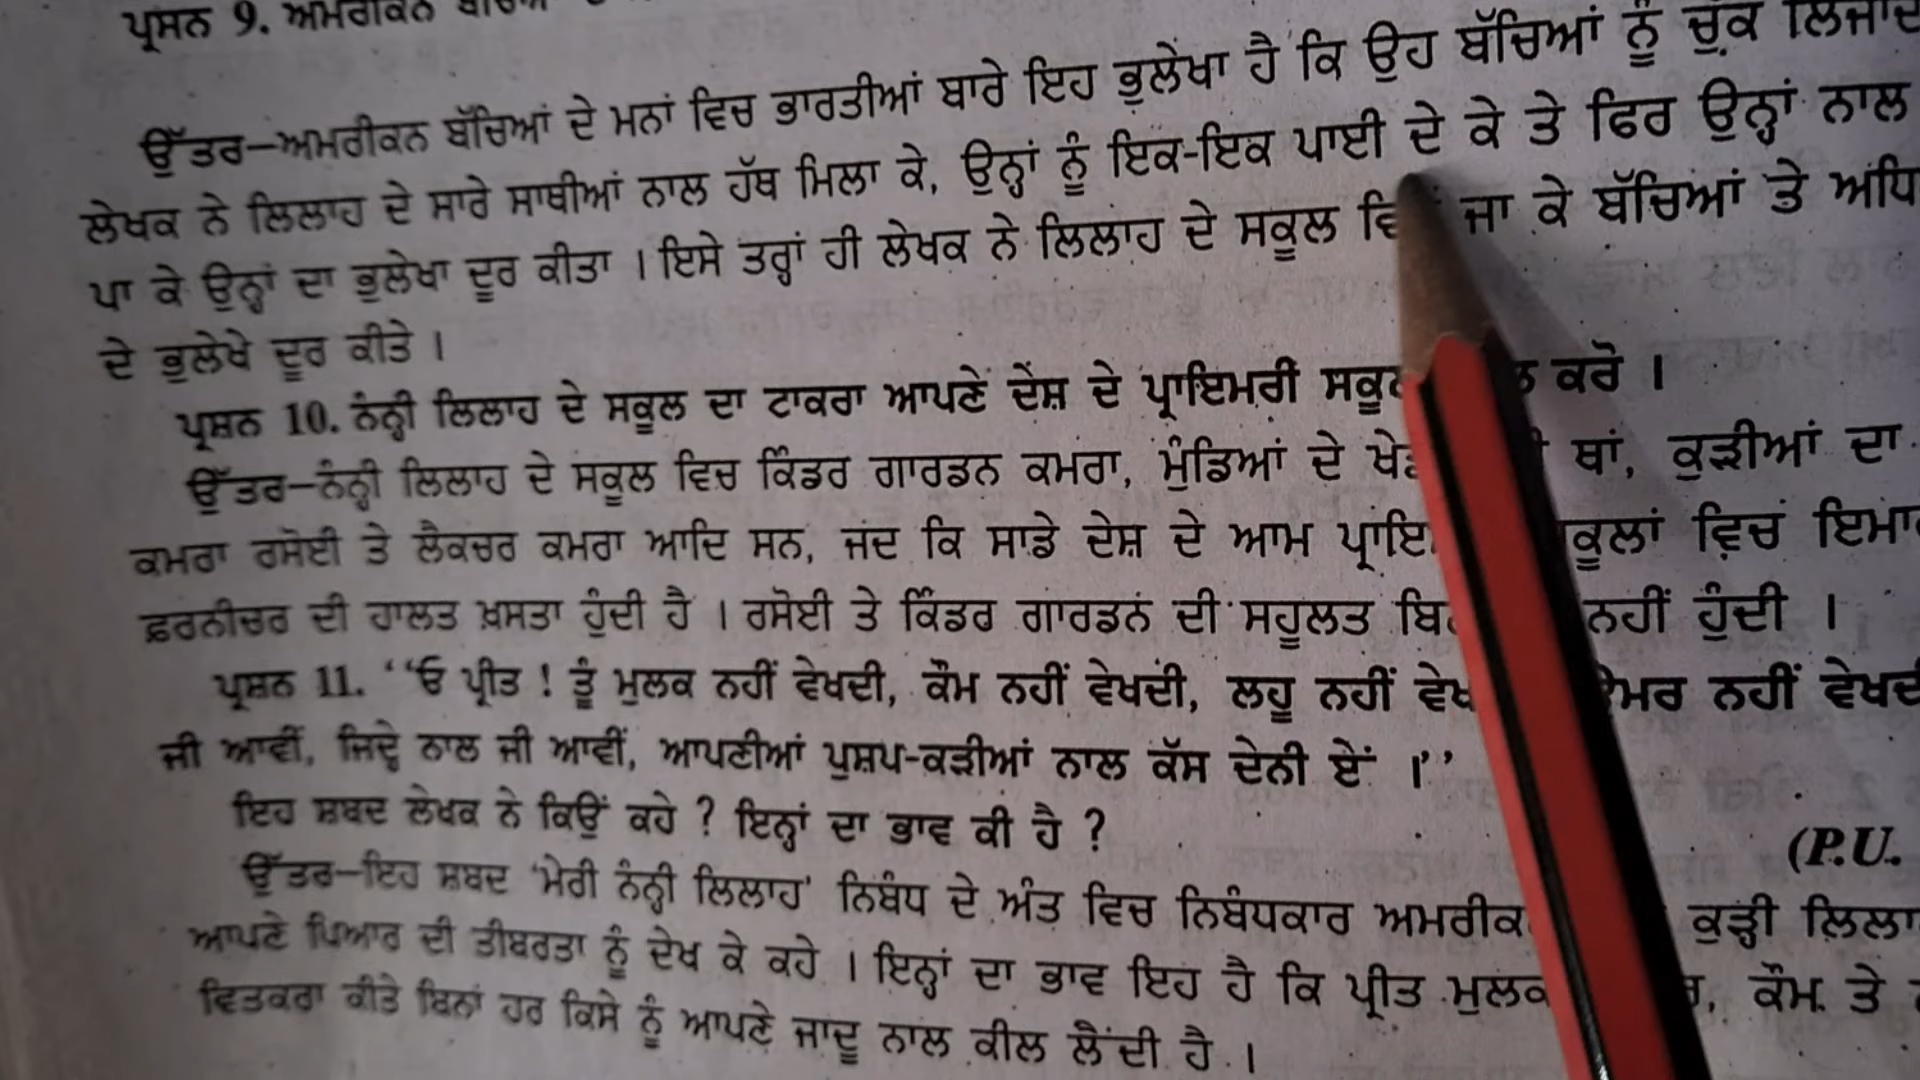 ਪ੍ਰਸ਼ਨ 9. ਅਮਰੀਕਨ ਬੱਚਿਆਂ
ਉੱਤਰ—ਅਮਰੀਕਨ ਬੱਚਿਆਂ ਦੇ ਮਨਾਂ ਵਿਚ ਭਾਰਤੀਆਂ ਬਾਰੇ ਇਹ ਭੁਲੇਖਾ ਹੈ ਕਿ ਉਹ ਬੱਚਿਆਂ ਨੂੰ ਚੁੱਕ
ਲੇਖਕ ਨੇ ਲਿਲਾਹ ਦੇ ਸਾਰੇ ਸਾਥੀਆਂ ਨਾਲ ਹੱਥ ਮਿਲਾ ਕੇ, ਉਨ੍ਹਾਂ ਨੂੰ ਇਕ-ਇਕ ਪਾਈ ਦੇ ਕੇ ਤੇ ਫਿਰ ਉਨ੍ਹਾਂ ਨਾਲ
ਪਾ ਕੇ ਉਨ੍ਹਾਂ ਦਾ ਭੁਲੇਖਾ ਦੂਰ ਕੀਤਾ । ਇਸੇ ਤਰ੍ਹਾਂ ਹੀ ਲੇਖਕ ਨੇ ਲਿਲਾਹ ਦੇ ਸਕੂਲ ਜਾ ਕੇ ਬੱਚਿਆਂ ਤੇ
ਦੇ ਭੁਲੇਖੇ ਦੂਰ ਕੀਤੇ ।
ਪ੍ਰਸ਼ਨ 10. ਨੰਨ੍ਹੀ ਲਿਲਾਹ ਦੇ ਸਕੂਲ ਦਾ ਟਾਕਰਾ ਆਪਣੇ ਦੇਸ਼ ਦੇ ਪ੍ਰਾਇਮਰੀ ਕਰੋ ।
ਉੱਤਰ—ਨੰਨ੍ਹੀ ਲਿਲਾਹ ਦੇ ਸਕੂਲ ਵਿਚ ਕਿੰਡਰ ਗਾਰਡਨ ਕਮਰਾ, ਮੁੰਡਿਆਂ ਦੇ ਥਾਂ, ਕੁੜੀਆਂ ਦਾ
ਕਮਰਾ ਰਸੋਈ ਤੇ ਲੈਕਚਰ ਕਮਰਾ ਆਦਿ ਸਨ, ਜਦ ਕਿ ਸਾਡੇ ਦੇਸ਼ ਦੇ ਆਮ ਵਿਚ
ਫ਼ਰਨੀਚਰ ਦੀ ਹਾਲਤ ਖ਼ਸਤਾ ਹੁੰਦੀ ਹੈ । ਰਸੋਈ ਤੇ ਕਿੰਡਰ ਗਾਰਡਨ ਦੀ ਸਹੂਲਤ ਨਹੀਂ ਹੁੰਦੀ ।
ਪ੍ਰਸ਼ਨ 11. ‘‘ਓ ਪ੍ਰੀਤ ! ਤੂੰ ਮੁਲਕ ਨਹੀਂ ਵੇਖਦੀ, ਕੌਮ ਨਹੀਂ ਵੇਖਦੀ, ਲਹੂ ਨਹੀਂ ਨਹੀਂ
ਜੀ ਆਵੀਂ, ਜਿਦ੍ਹੇ ਨਾਲ ਜੀ ਆਵੀਂ, ਆਪਣੀਆਂ ਪੁਸ਼ਪ-ਕੜੀਆਂ ਨਾਲ ਕੱਸ ਦੇਨੀ ਏਂ ।’’
ਇਹ ਸ਼ਬਦ ਲੇਖਕ ਨੇ ਕਿਉਂ ਕਹੇ ? ਇਨ੍ਹਾਂ ਦਾ ਭਾਵ ਕੀ ਹੈ ?
(P.U.
ਉੱਤਰ—ਇਹ ਸ਼ਬਦ ‘ਮੇਰੀ ਨੰਨ੍ਹੀ ਲਿਲਾਹ’ ਨਿਬੰਧ ਦੇ ਅੰਤ ਵਿਚ ਨਿਬੰਧਕਾਰ ਕੁੜੀ
ਆਪਣੇ ਪਿਆਰ ਦੀ ਤੀਬਰਤਾ ਨੂੰ ਦੇਖ ਕੇ ਕਹੇ । ਇਨ੍ਹਾਂ ਦਾ ਭਾਵ ਇਹ ਹੈ ਕਿ ਪ੍ਰੀਤ ਕੌਮ ਤੇ
ਵਿਤਕਰਾ ਕੀਤੇ ਬਿਨਾਂ ਹਰ ਕਿਸੇ ਨੂੰ ਆਪਣੇ ਜਾਦੂ ਨਾਲ ਕੀਲ ਲੈਂਦੀ ਹੈ ।